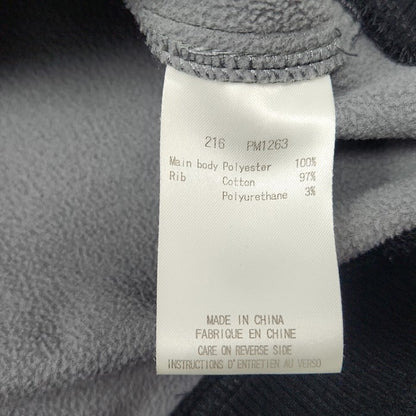 216 PM1263
Main body Polyester 100%
Rib Cotton 97%
Polyurethane 3%
MADE IN CHINA
FABRIQUE EN CHINE
CARE ON REVERSE SIDE
INSTRUCTIONS D'ENTRETIEN AU VERSO